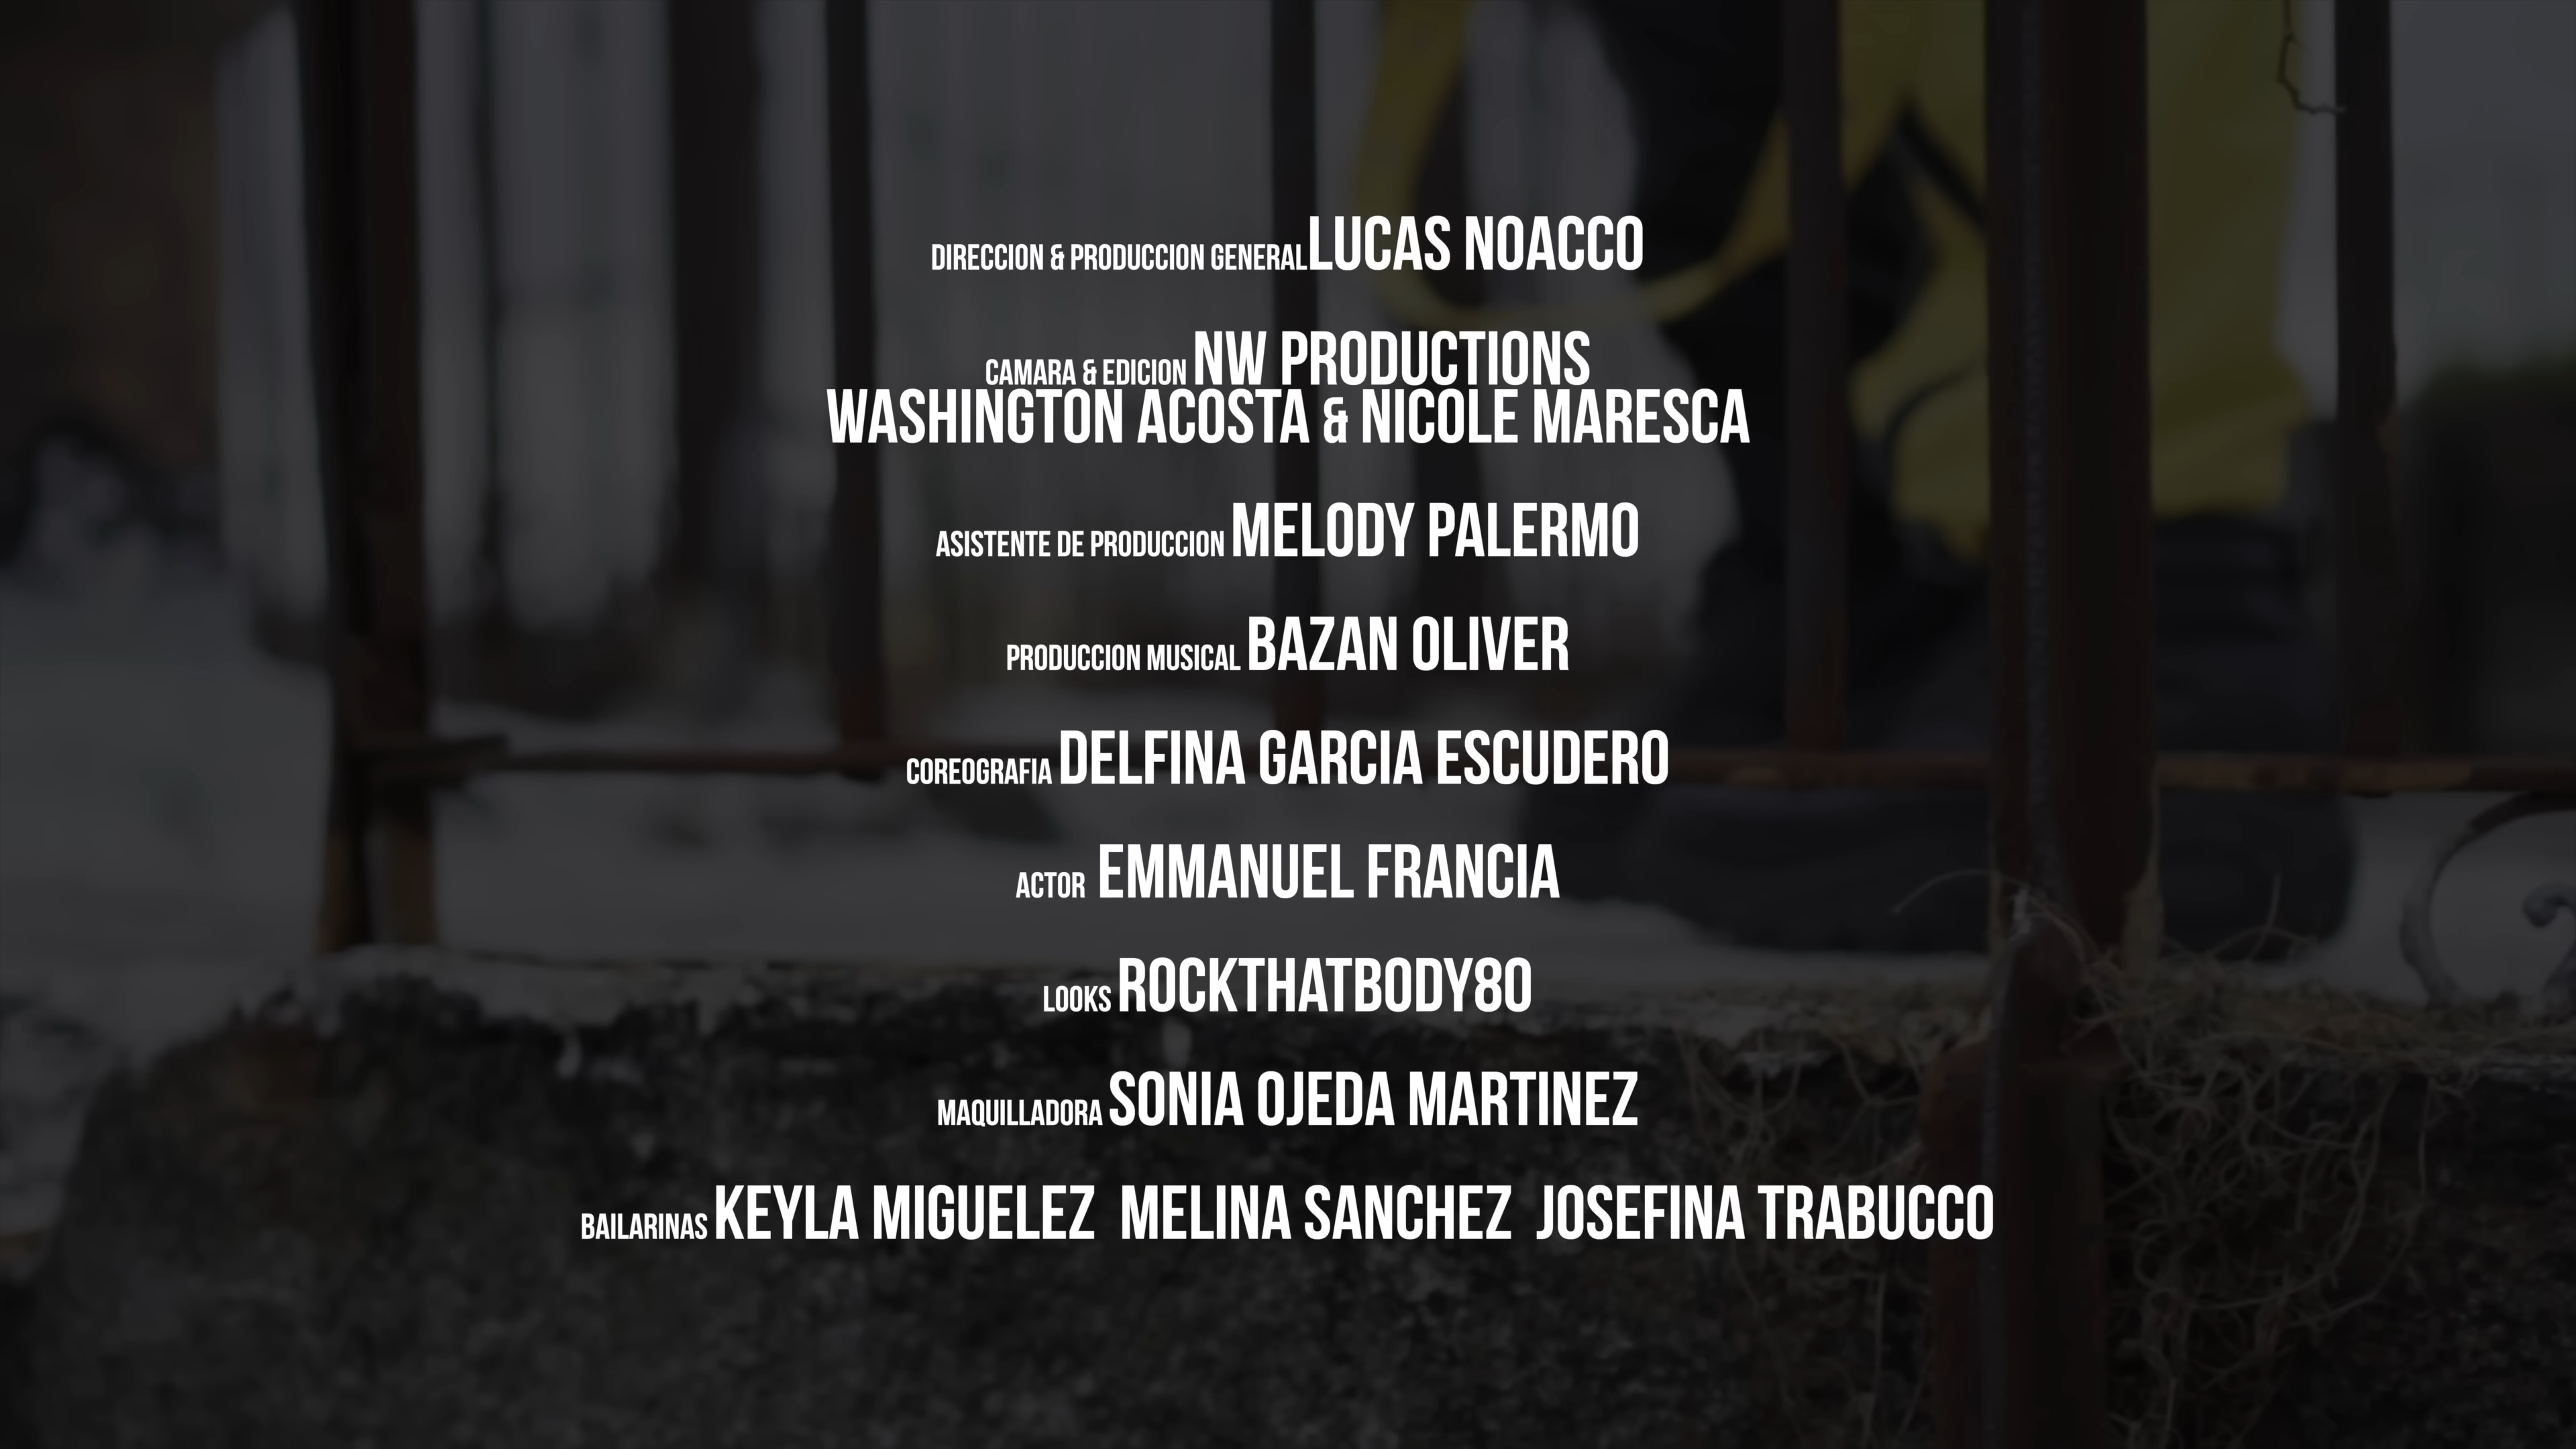 DIRECCION & PRODUCCION GENERAL LUCAS NOACCO
CAMARA & EDICION NW PRODUCTIONS
WASHINGTON ACOSTA & NICOLE MARESCA
ASISTENTE DE PRODUCCION MELODY PALERMO
PRODUCCION MUSICAL BAZAN OLIVER
COREOGRAFIA DELFINA GARCIA ESCUDERO
ACTOR EMMANUEL FRANCIA
LOOKS ROCKTHATBODY80
MAQUILLADORA SONIA OJEDA MARTINEZ
BAILARINAS KEYLA MIGUELEZ MELINA SANCHEZ JOSEFINA TRABUCCO